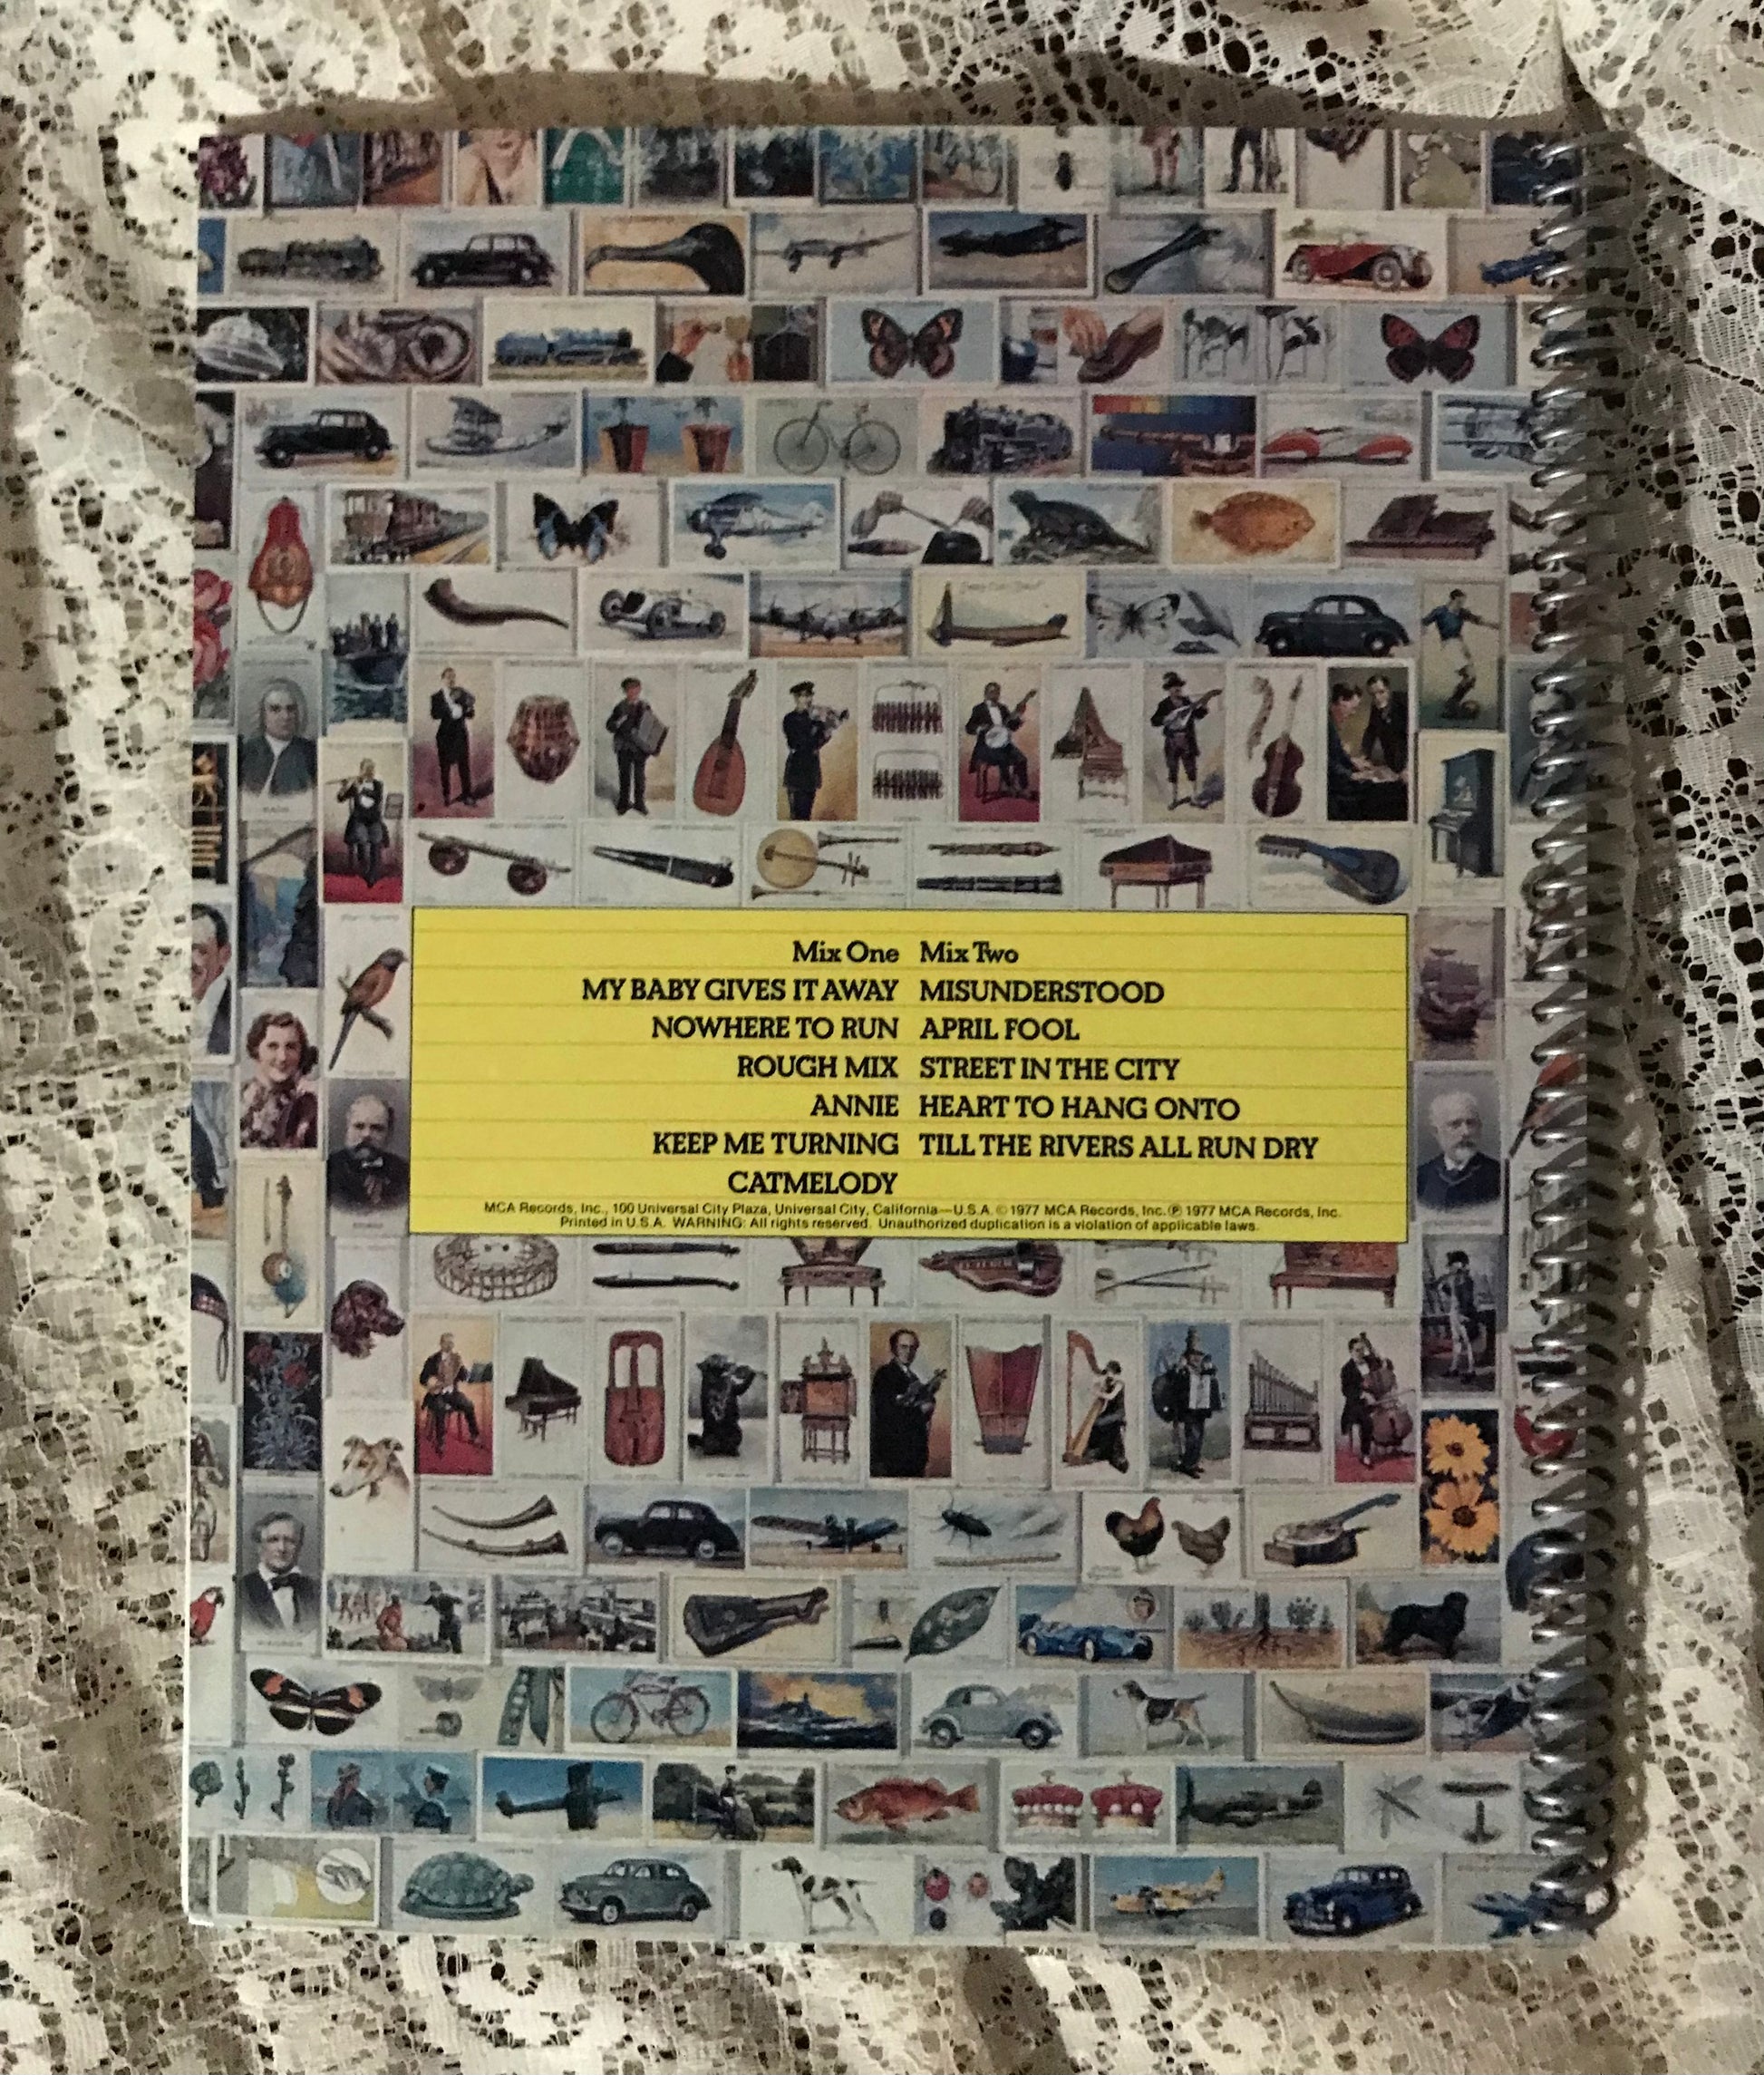 Mix One Mix Two
MY BABY GIVES IT AWAY MISUNDERSTOOD
NOWHERE TO RUN APRIL FOOL
ROUGH MIX STREET IN THE CITY
ANNIE HEART TO HANG ONTO
KEEP ME TURNING TILL THE RIVERS ALL RUN DRY
CATMELODY
MCA Records, Inc., 100 Universal City Plaza, Universal City, California—U.S.A. © 1977 MCA Records, Inc. ℗ 1977 MCA Records, Inc.
Printed in U.S.A. WARNING: All rights reserved. Unauthorized duplication is a violation of applicable laws.